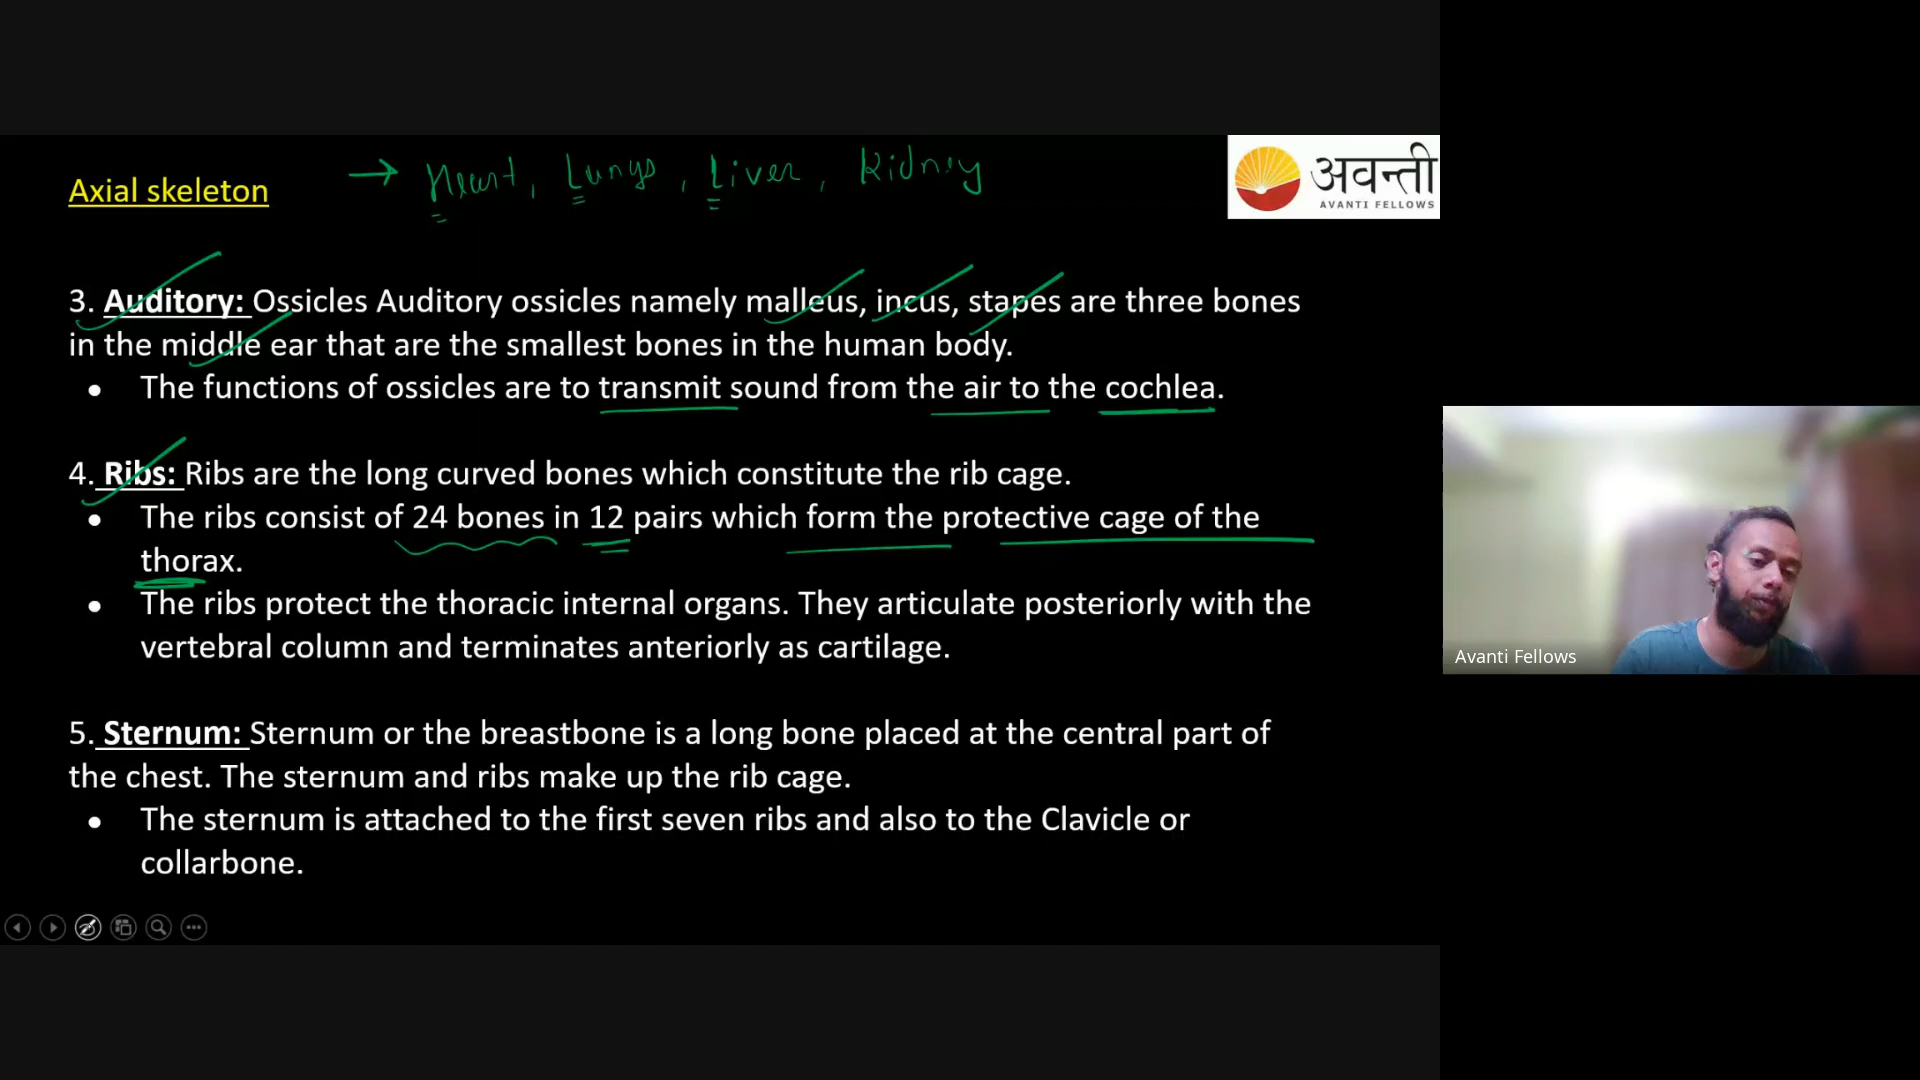 Axial skeleton
→ Heart, Lungs, Liver, Kidney
अवन्ती
AVANTI FELLOWS
3. Auditory: Ossicles Auditory ossicles namely malleus, incus, stapes are three bones
in the middle ear that are the smallest bones in the human body.
• The functions of ossicles are to transmit sound from the air to the cochlea.
4. Ribs: Ribs are the long curved bones which constitute the rib cage.
• The ribs consist of 24 bones in 12 pairs which form the protective cage of the
thorax.
• The ribs protect the thoracic internal organs. They articulate posteriorly with the
vertebral column and terminates anteriorly as cartilage.
5. Sternum: Sternum or the breastbone is a long bone placed at the central part of
the chest. The sternum and ribs make up the rib cage.
• The sternum is attached to the first seven ribs and also to the Clavicle or
collarbone.
Avanti Fellows